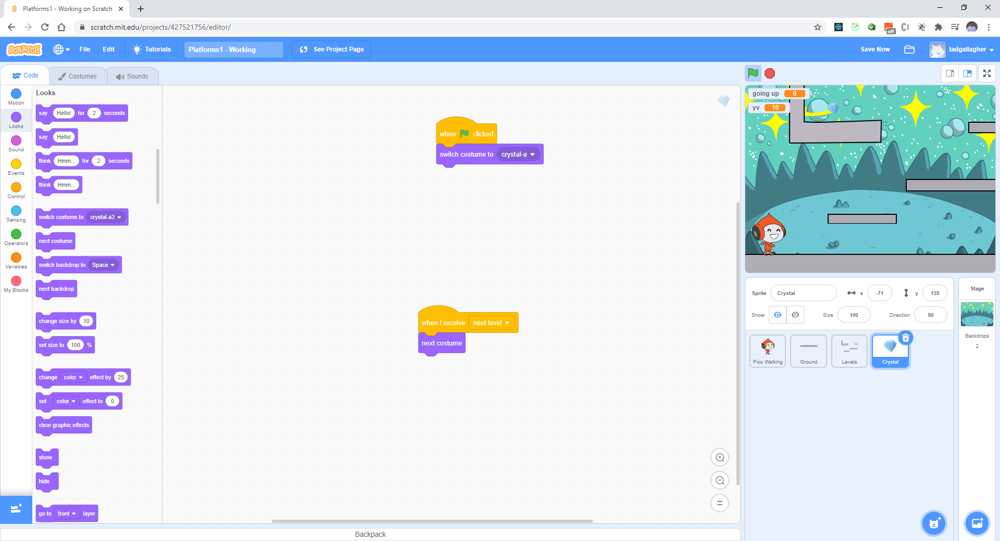 Platforms1 - Working on Scratch
scratch.mit.edu/projects/427521756/editor/
off
SCRATCH
File
Edit
Tutorials
Platforms1 - Working
See Project Page
Save Now
tadgallagher
Code
Costumes
Sounds
Motion
Looks
Sound
Events
Control
Sensing
Operators
Variables
My Blocks
Looks
say Hello! for 2 seconds
say Hello!
think Hmm... for 2 seconds
think Hmm...
switch costume to crystal-a2
next costume
switch backdrop to Space
next backdrop
change size by 10
set size to 100 %
change color effect by 25
set color effect to 0
clear graphic effects
show
hide
go to front layer
when clicked
switch costume to crystal-a
when I receive next level
next costume
Backpack
going up 0
yv 10
Sprite Crystal x -71 y 135
Show Size 100 Direction 90
Pico Walking
Ground
Levels
Crystal
Stage
Backdrops
2